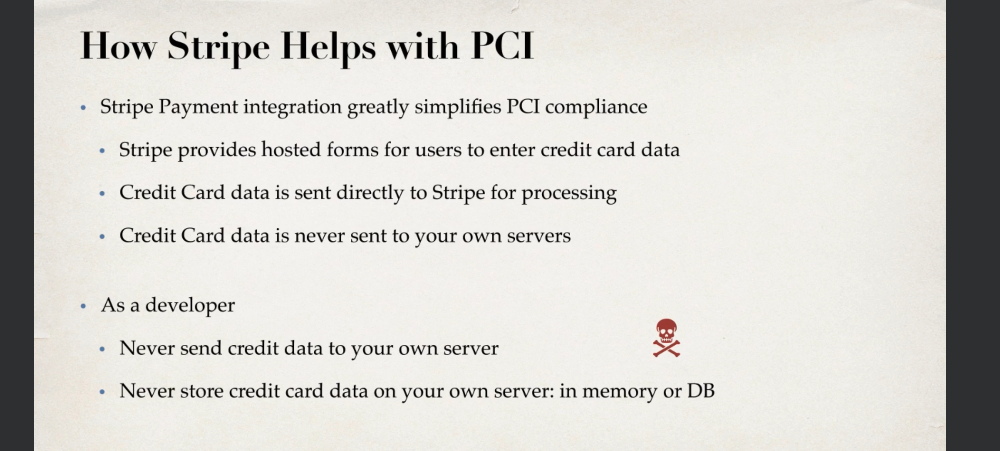 How Stripe Helps with PCI
• Stripe Payment integration greatly simplifies PCI compliance
• Stripe provides hosted forms for users to enter credit card data
• Credit Card data is sent directly to Stripe for processing
• Credit Card data is never sent to your own servers
• As a developer
• Never send credit data to your own server
• Never store credit card data on your own server: in memory or DB